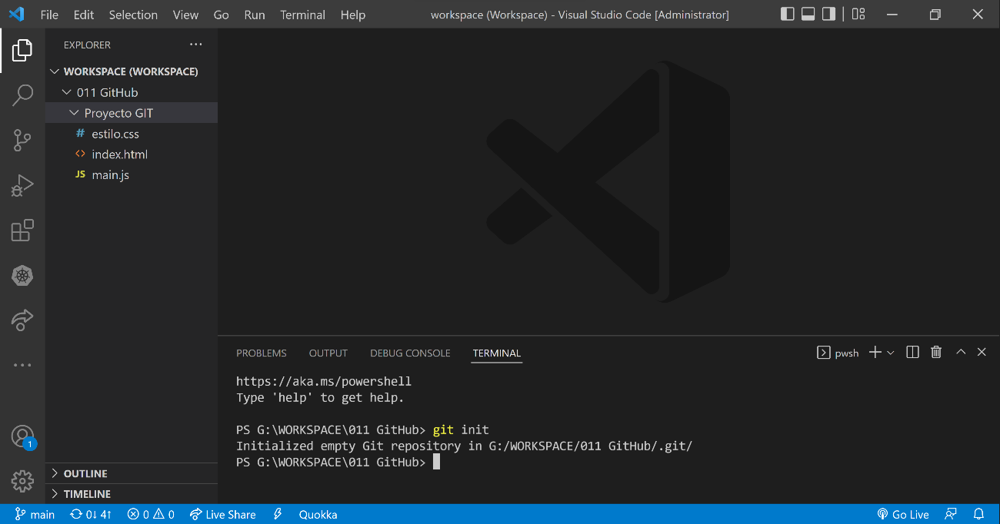 File Edit Selection View Go Run Terminal Help workspace (Workspace) - Visual Studio Code [Administrator]
EXPLORER
WORKSPACE (WORKSPACE)
011 GitHub
Proyecto GIT
# estilo.css
<> index.html
JS main.js
OUTLINE
TIMELINE
1
PROBLEMS OUTPUT DEBUG CONSOLE TERMINAL pwsh
https://aka.ms/powershell
Type 'help' to get help.
PS G:\WORKSPACE\011 GitHub> git init
Initialized empty Git repository in G:/WORKSPACE/011 GitHub/.git/
PS G:\WORKSPACE\011 GitHub>
main 0↓ 4↑ 0 0 Live Share Quokka Go Live